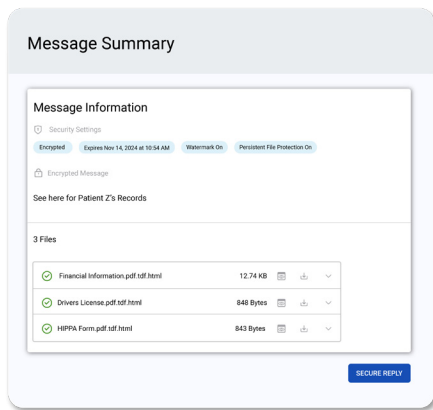 Message Summary
Message Information
Security Settings
Encrypted Expires Nov 14, 2024 at 10:54 AM Watermark On Persistent File Protection On
Encrypted Message
See here for Patient Z's Records
3 Files
Financial Information.pdf.tdf.html 12.74 KB
Drivers License.pdf.tdf.html 848 Bytes
HIPPA Form.pdf.tdf.html 843 Bytes
SECURE REPLY